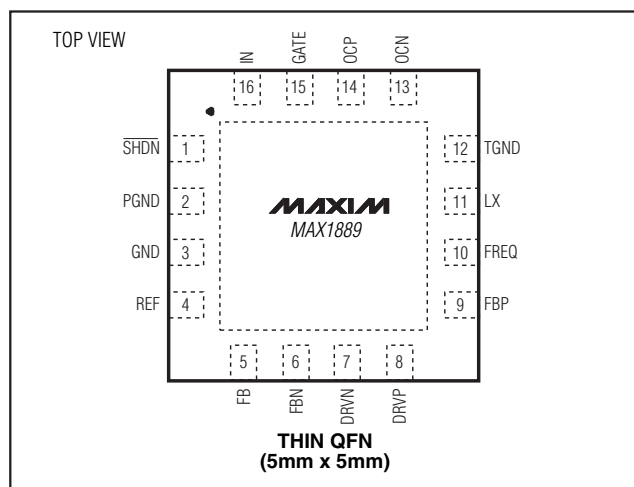 TOP VIEW
IN
GATE
OCP
OCN
16
15
14
13
SHDN 1
12 TGND
PGND 2
11 LX
MAXIM
MAX1889
GND 3
10 FREQ
REF 4
9 FBP
5
6
7
8
FB
FBN
DRVN
DRVP
THIN QFN
(5mm x 5mm)